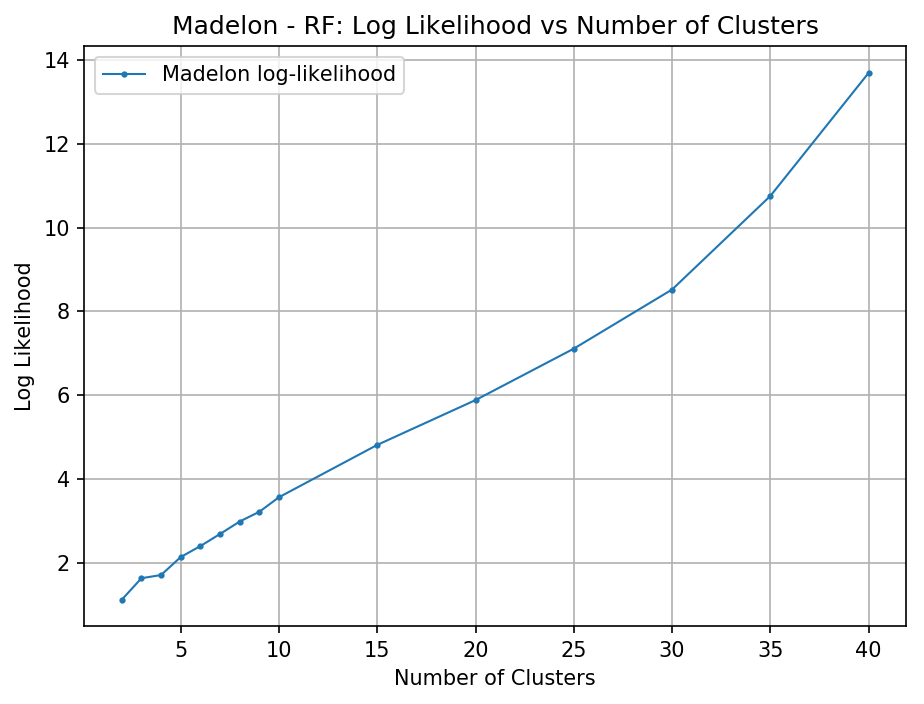 Madelon - RF: Log Likelihood vs Number of Clusters
Madelon log-likelihood
Log Likelihood
14
12
10
8
6
4
2
5 10 15 20 25 30 35 40
Number of Clusters